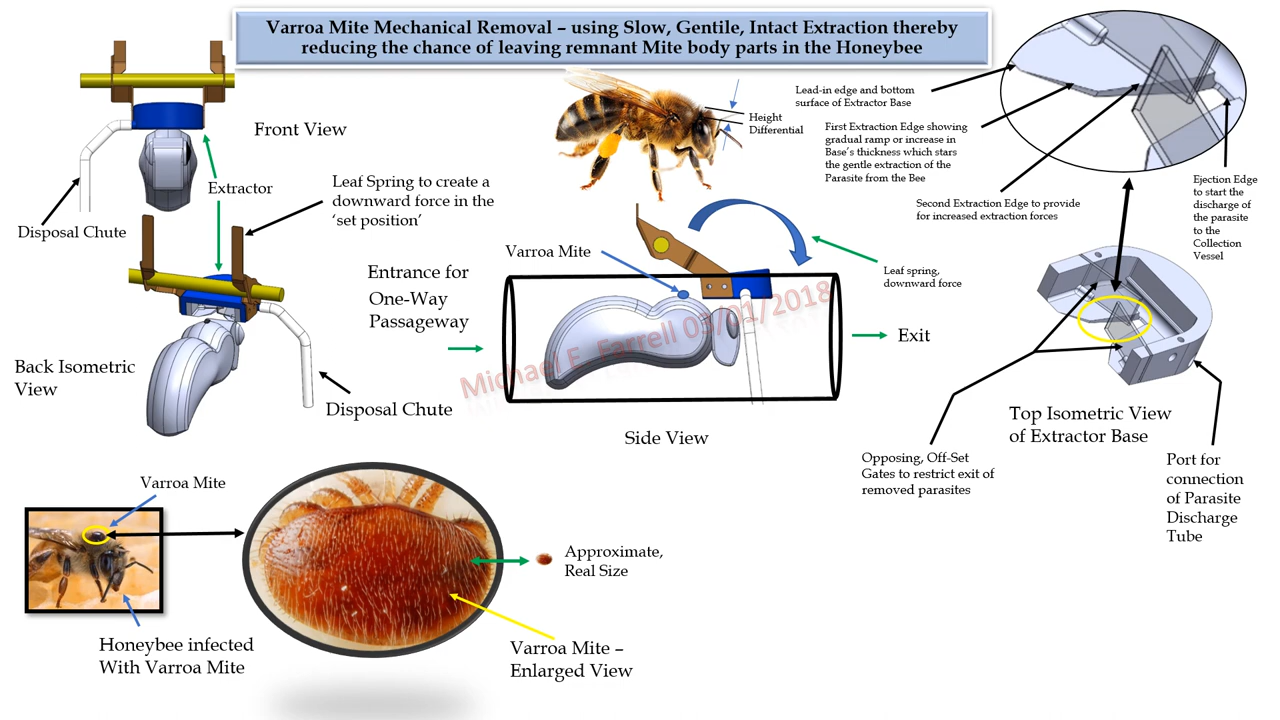 Varroa Mite Mechanical Removal – using Slow, Gentile, Intact Extraction thereby
reducing the chance of leaving remnant Mite body parts in the Honeybee
Front View
Extractor
Disposal Chute
Leaf Spring to create a
downward force in the
‘set position’
Height
Differential
Lead-in edge and bottom
surface of Extractor Base
First Extraction Edge showing
gradual ramp or increase in
Base’s thickness which stars
the gentle extraction of the
Parasite from the Bee
Second Extraction Edge to provide
for increased extraction forces
Ejection Edge
to start the
discharge of
the parasite
to the
Collection
Vessel
Back Isometric
View
Disposal Chute
Entrance for
One-Way
Passageway
Varroa Mite
Leaf spring,
downward force
Exit
Michael E. Farrell 03/01/2018
Side View
Top Isometric View
of Extractor Base
Opposing, Off-Set
Gates to restrict exit of
removed parasites
Port for
connection
of Parasite
Discharge
Tube
Varroa Mite
Honeybee infected
With Varroa Mite
Approximate,
Real Size
Varroa Mite –
Enlarged View